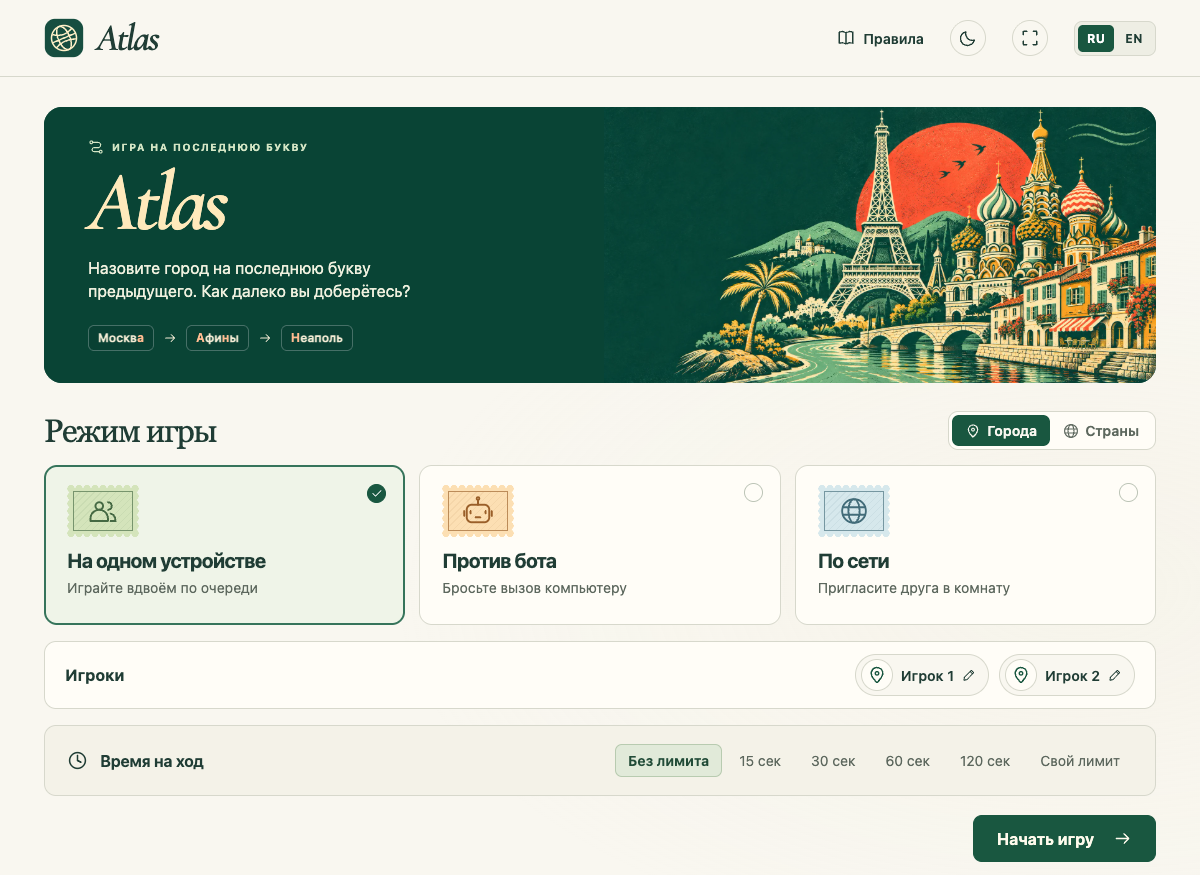 Atlas
Правила
RU EN
ИГРА НА ПОСЛЕДНЮЮ БУКВУ
Atlas
Назовите город на последнюю букву
предыдущего. Как далеко вы доберётесь?
Москва → Афины → Неаполь
Режим игры
Города Страны
На одном устройстве
Играйте вдвоём по очереди
Против бота
Бросьте вызов компьютеру
По сети
Пригласите друга в комнату
Игроки
Игрок 1 Игрок 2
Время на ход
Без лимита 15 сек 30 сек 60 сек 120 сек Свой лимит
Начать игру →